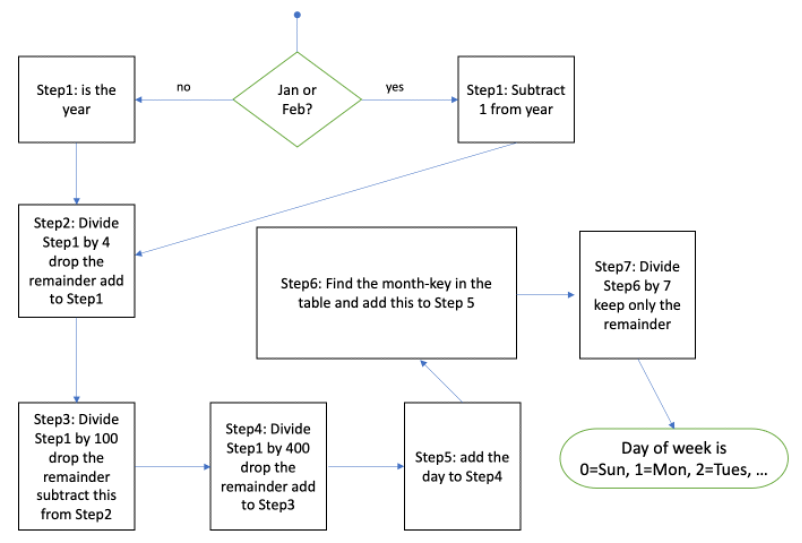 Jan or
Feb?
no
yes
Step1: is the
year
Step1: Subtract
1 from year
Step2: Divide
Step1 by 4
drop the
remainder add
to Step1
Step3: Divide
Step1 by 100
drop the
remainder
subtract this
from Step2
Step4: Divide
Step1 by 400
drop the
remainder add
to Step3
Step5: add the
day to Step4
Step6: Find the month-key in the
table and add this to Step 5
Step7: Divide
Step6 by 7
keep only the
remainder
Day of week is
0=Sun, 1=Mon, 2=Tues, ...